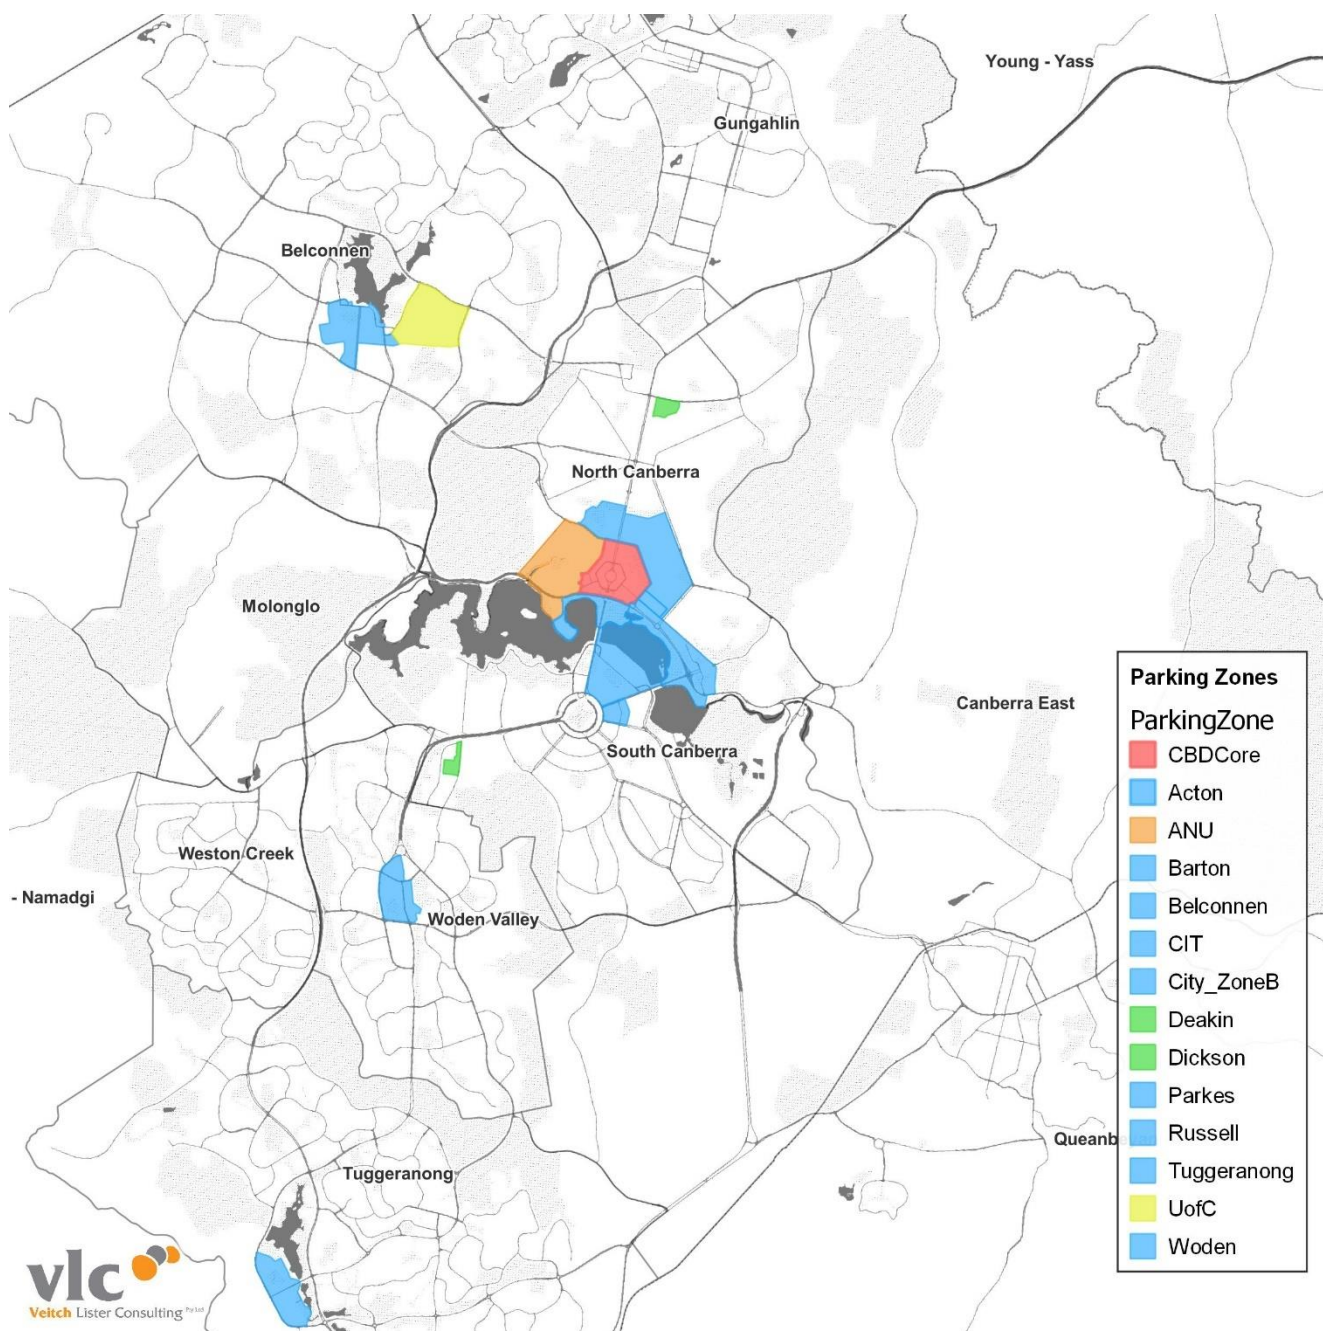 Young - Yass
Gungahlin
Belconnen
North Canberra
Molonglo
Canberra East
South Canberra
Weston Creek
- Namadgi
Woden Valley
Tuggeranong
Parking Zones
ParkingZone
CBDCore
Acton
ANU
Barton
Belconnen
CIT
City_ZoneB
Deakin
Dickson
Parkes
Russell
Tuggeranong
UofC
Woden
vlc
Veitch Lister Consulting Pty Ltd